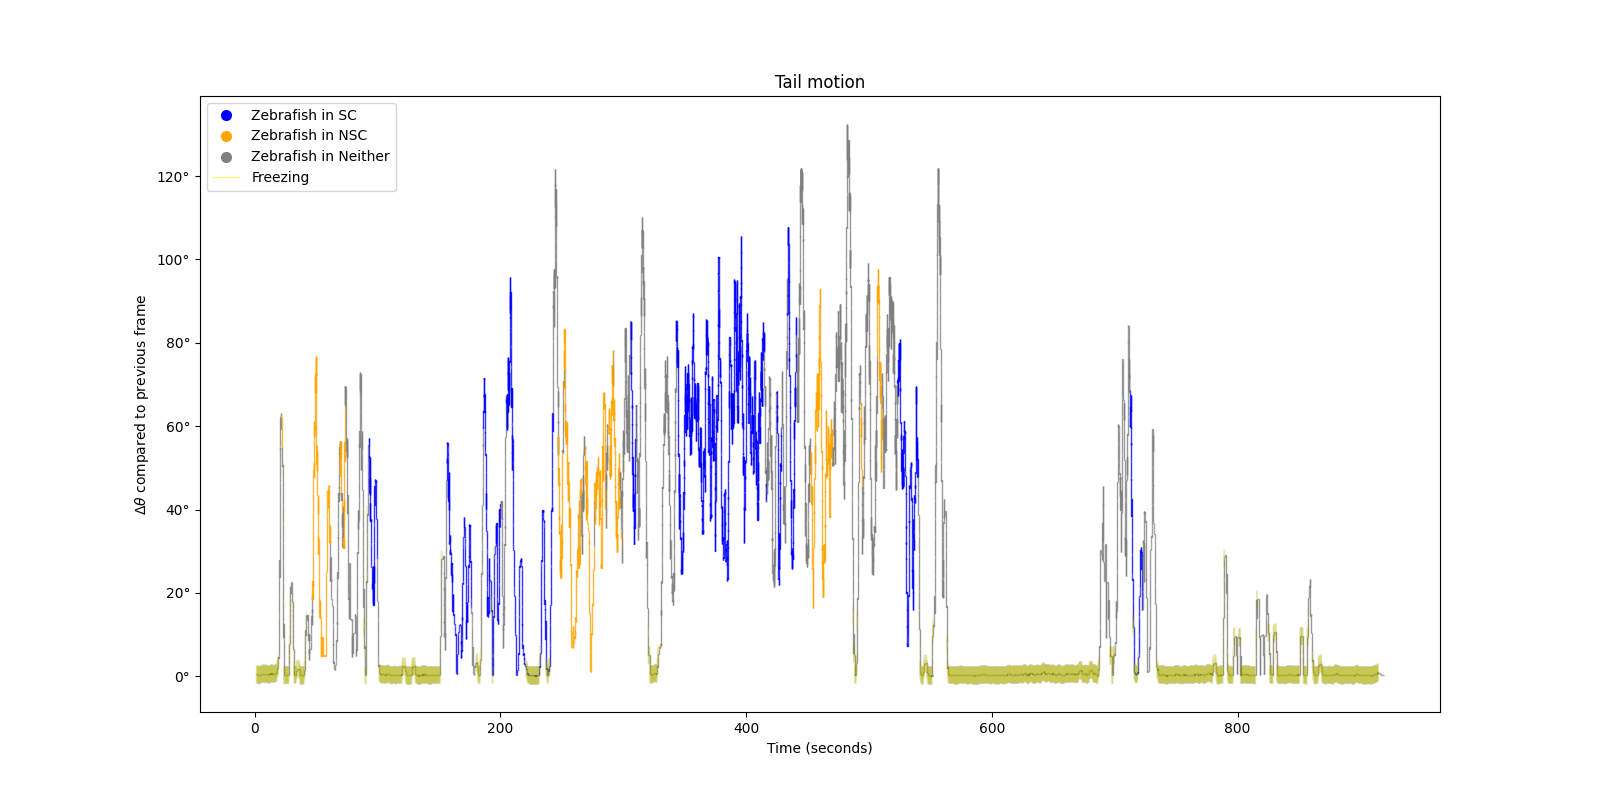 Tail motion
Zebrafish in SC
Zebrafish in NSC
Zebrafish in Neither
Freezing
120°
100°
80°
60°
40°
20°
0°
Δθ compared to previous frame
0 200 400 600 800
Time (seconds)